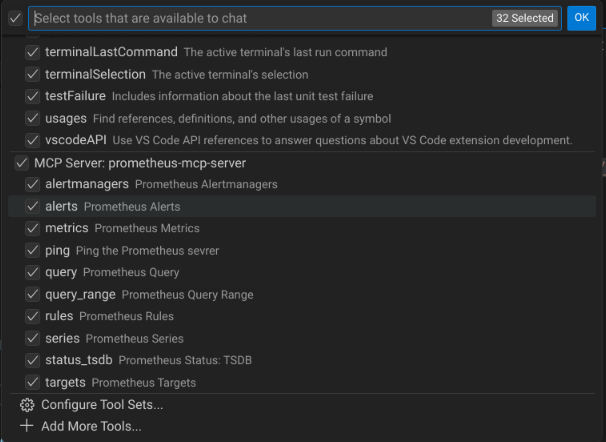 Select tools that are available to chat 32 Selected OK
terminalLastCommand The active terminal's last run command
terminalSelection The active terminal's selection
testFailure Includes information about the last unit test failure
usages Find references, definitions, and other usages of a symbol
vscodeAPI Use VS Code API references to answer questions about VS Code extension development.
MCP Server: prometheus-mcp-server
alertmanagers Prometheus Alertmanagers
alerts Prometheus Alerts
metrics Prometheus Metrics
ping Ping the Prometheus sevrer
query Prometheus Query
query_range Prometheus Query Range
rules Prometheus Rules
series Prometheus Series
status_tsdb Prometheus Status: TSDB
targets Prometheus Targets
Configure Tool Sets...
Add More Tools...